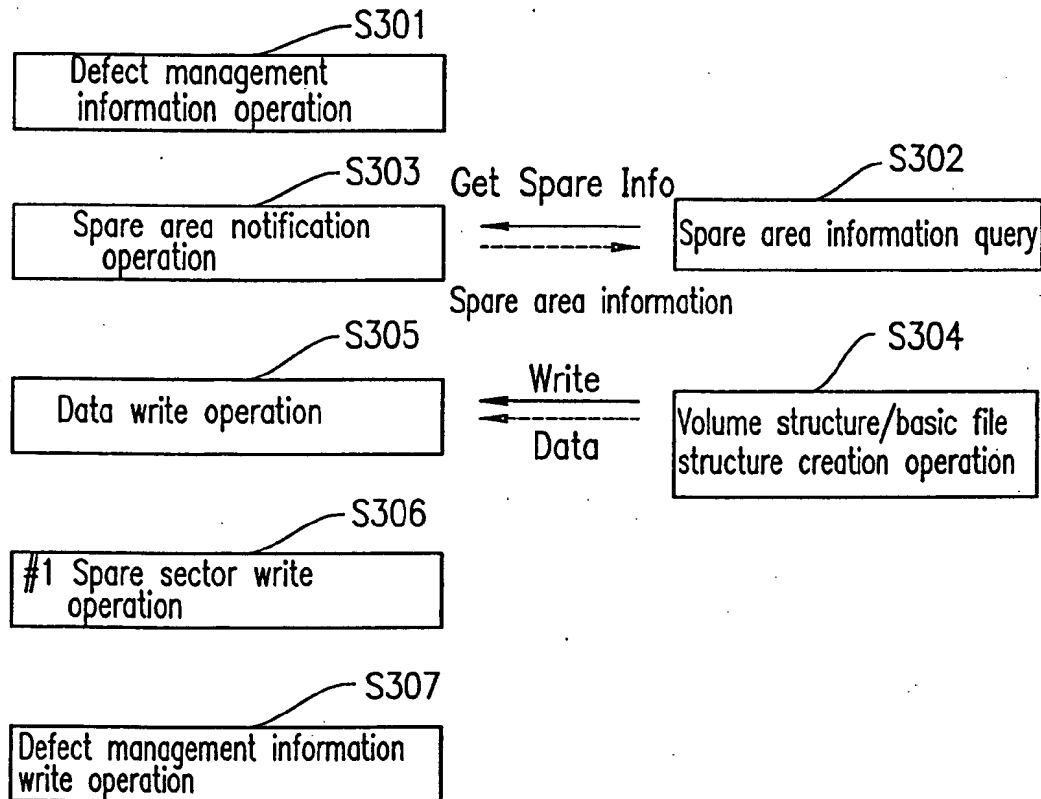 S301
Defect management
information operation
S303
Spare area notification
operation
Get Spare Info
S302
Spare area information query
Spare area information
S305
Data write operation
Write
Data
S304
Volume structure/basic file
structure creation operation
S306
#1 Spare sector write
operation
S307
Defect management information
write operation